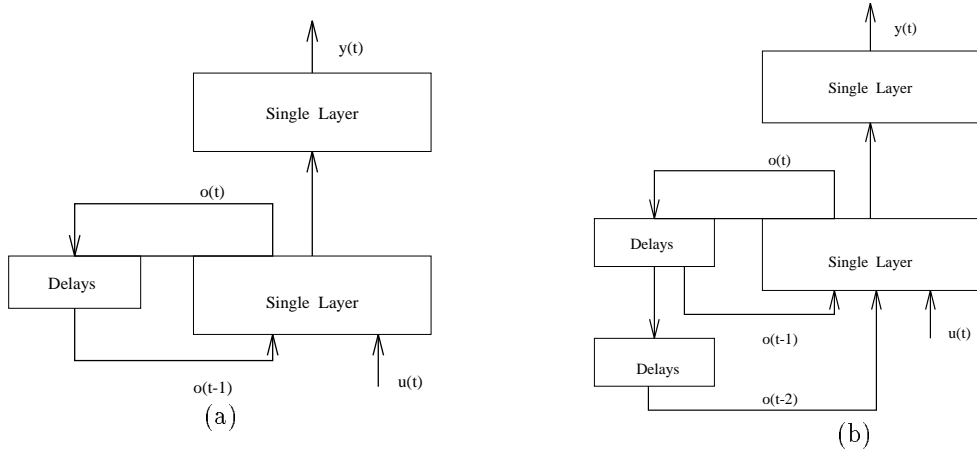 y(t)
Single Layer
o(t)
Delays
Single Layer
o(t-1)
u(t)
(a)
y(t)
Single Layer
o(t)
Delays
Single Layer
o(t-1)
u(t)
Delays
o(t-2)
(b)